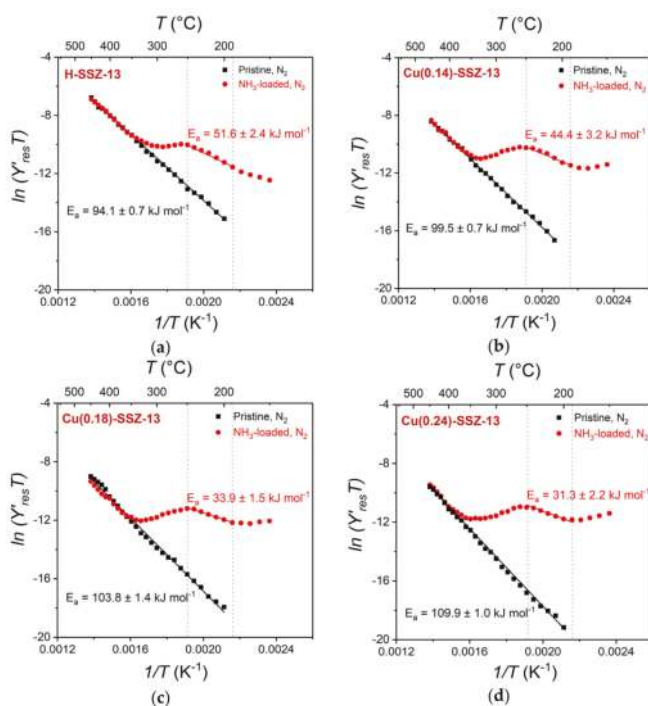 T (°C)
400 300 200
H-SSZ-13
Pristine, N₂
NH₃-loaded, N₂
Eₐ = 51.6 ± 2.4 kJ mol⁻¹
Eₐ = 94.1 ± 0.7 kJ mol⁻¹
ln (Y'resT)
-4
-8
-12
-16
-20
0.0012 0.0016 0.0020 0.0024
1/T (K⁻¹)
(a)
T (°C)
400 300 200
Cu(0.14)-SSZ-13
Pristine, N₂
NH₃-loaded, N₂
Eₐ = 44.4 ± 3.2 kJ mol⁻¹
Eₐ = 99.5 ± 0.7 kJ mol⁻¹
ln (Y'resT)
-4
-8
-12
-16
-20
0.0012 0.0016 0.0020 0.0024
1/T (K⁻¹)
(b)
T (°C)
400 300 200
Cu(0.18)-SSZ-13
Pristine, N₂
NH₃-loaded, N₂
Eₐ = 33.9 ± 1.5 kJ mol⁻¹
Eₐ = 103.8 ± 1.4 kJ mol⁻¹
ln (Y'resT)
-4
-8
-12
-16
-20
0.0012 0.0016 0.0020 0.0024
1/T (K⁻¹)
(c)
T (°C)
400 300 200
Cu(0.24)-SSZ-13
Pristine, N₂
NH₃-loaded, N₂
Eₐ = 31.3 ± 2.2 kJ mol⁻¹
Eₐ = 109.9 ± 1.0 kJ mol⁻¹
ln (Y'resT)
-4
-8
-12
-16
-20
0.0012 0.0016 0.0020 0.0024
1/T (K⁻¹)
(d)